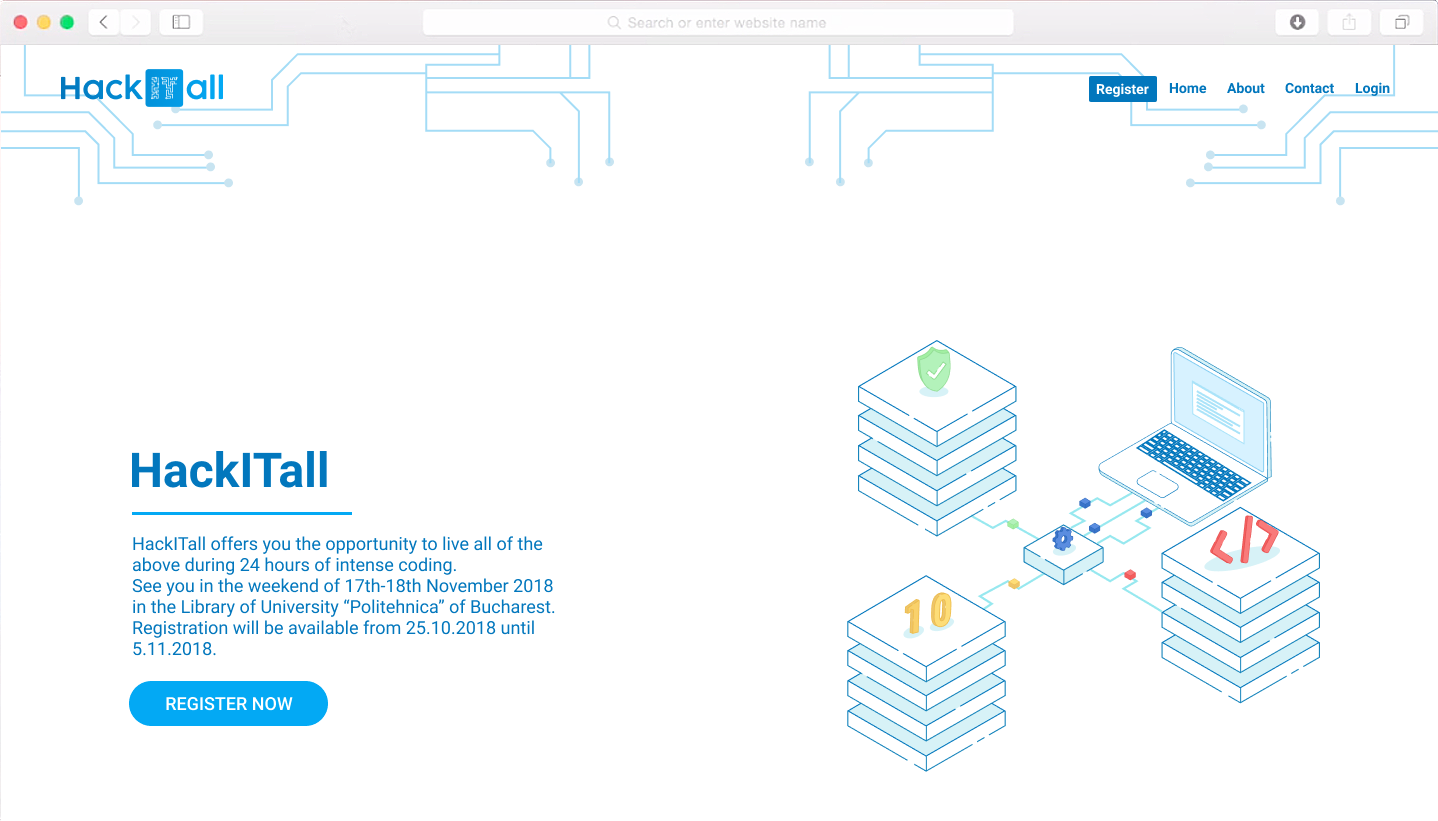 Search or enter website name
HackITall
Register Home About Contact Login
HackITall
HackITall offers you the opportunity to live all of the
above during 24 hours of intense coding.
See you in the weekend of 17th-18th November 2018
in the Library of University “Politehnica” of Bucharest.
Registration will be available from 25.10.2018 until
5.11.2018.
REGISTER NOW
</>
10